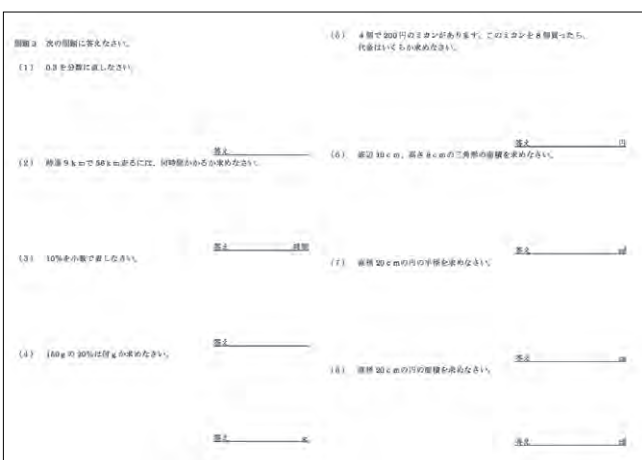 問題3 次の問題に答えなさい。
(1) 0.3を分数に直しなさい。
答え
(2) 時速9kmで36km走るには、何時間かかるか求めなさい。
答え 時間
(3) 10%を小数で直しなさい。
答え
(4) 150gの20%は何gか求めなさい。
答え g
(5) 4個で200円のミカンがあります。このミカンを8個買ったら、
代金はいくらか求めなさい。
答え 円
(6) 底辺10cm、高さ8cmの三角形の面積を求めなさい。
答え ㎠
(7) 直径20cmの円の半径を求めなさい。
答え cm
(8) 直径20cmの円の面積を求めなさい。
答え ㎠